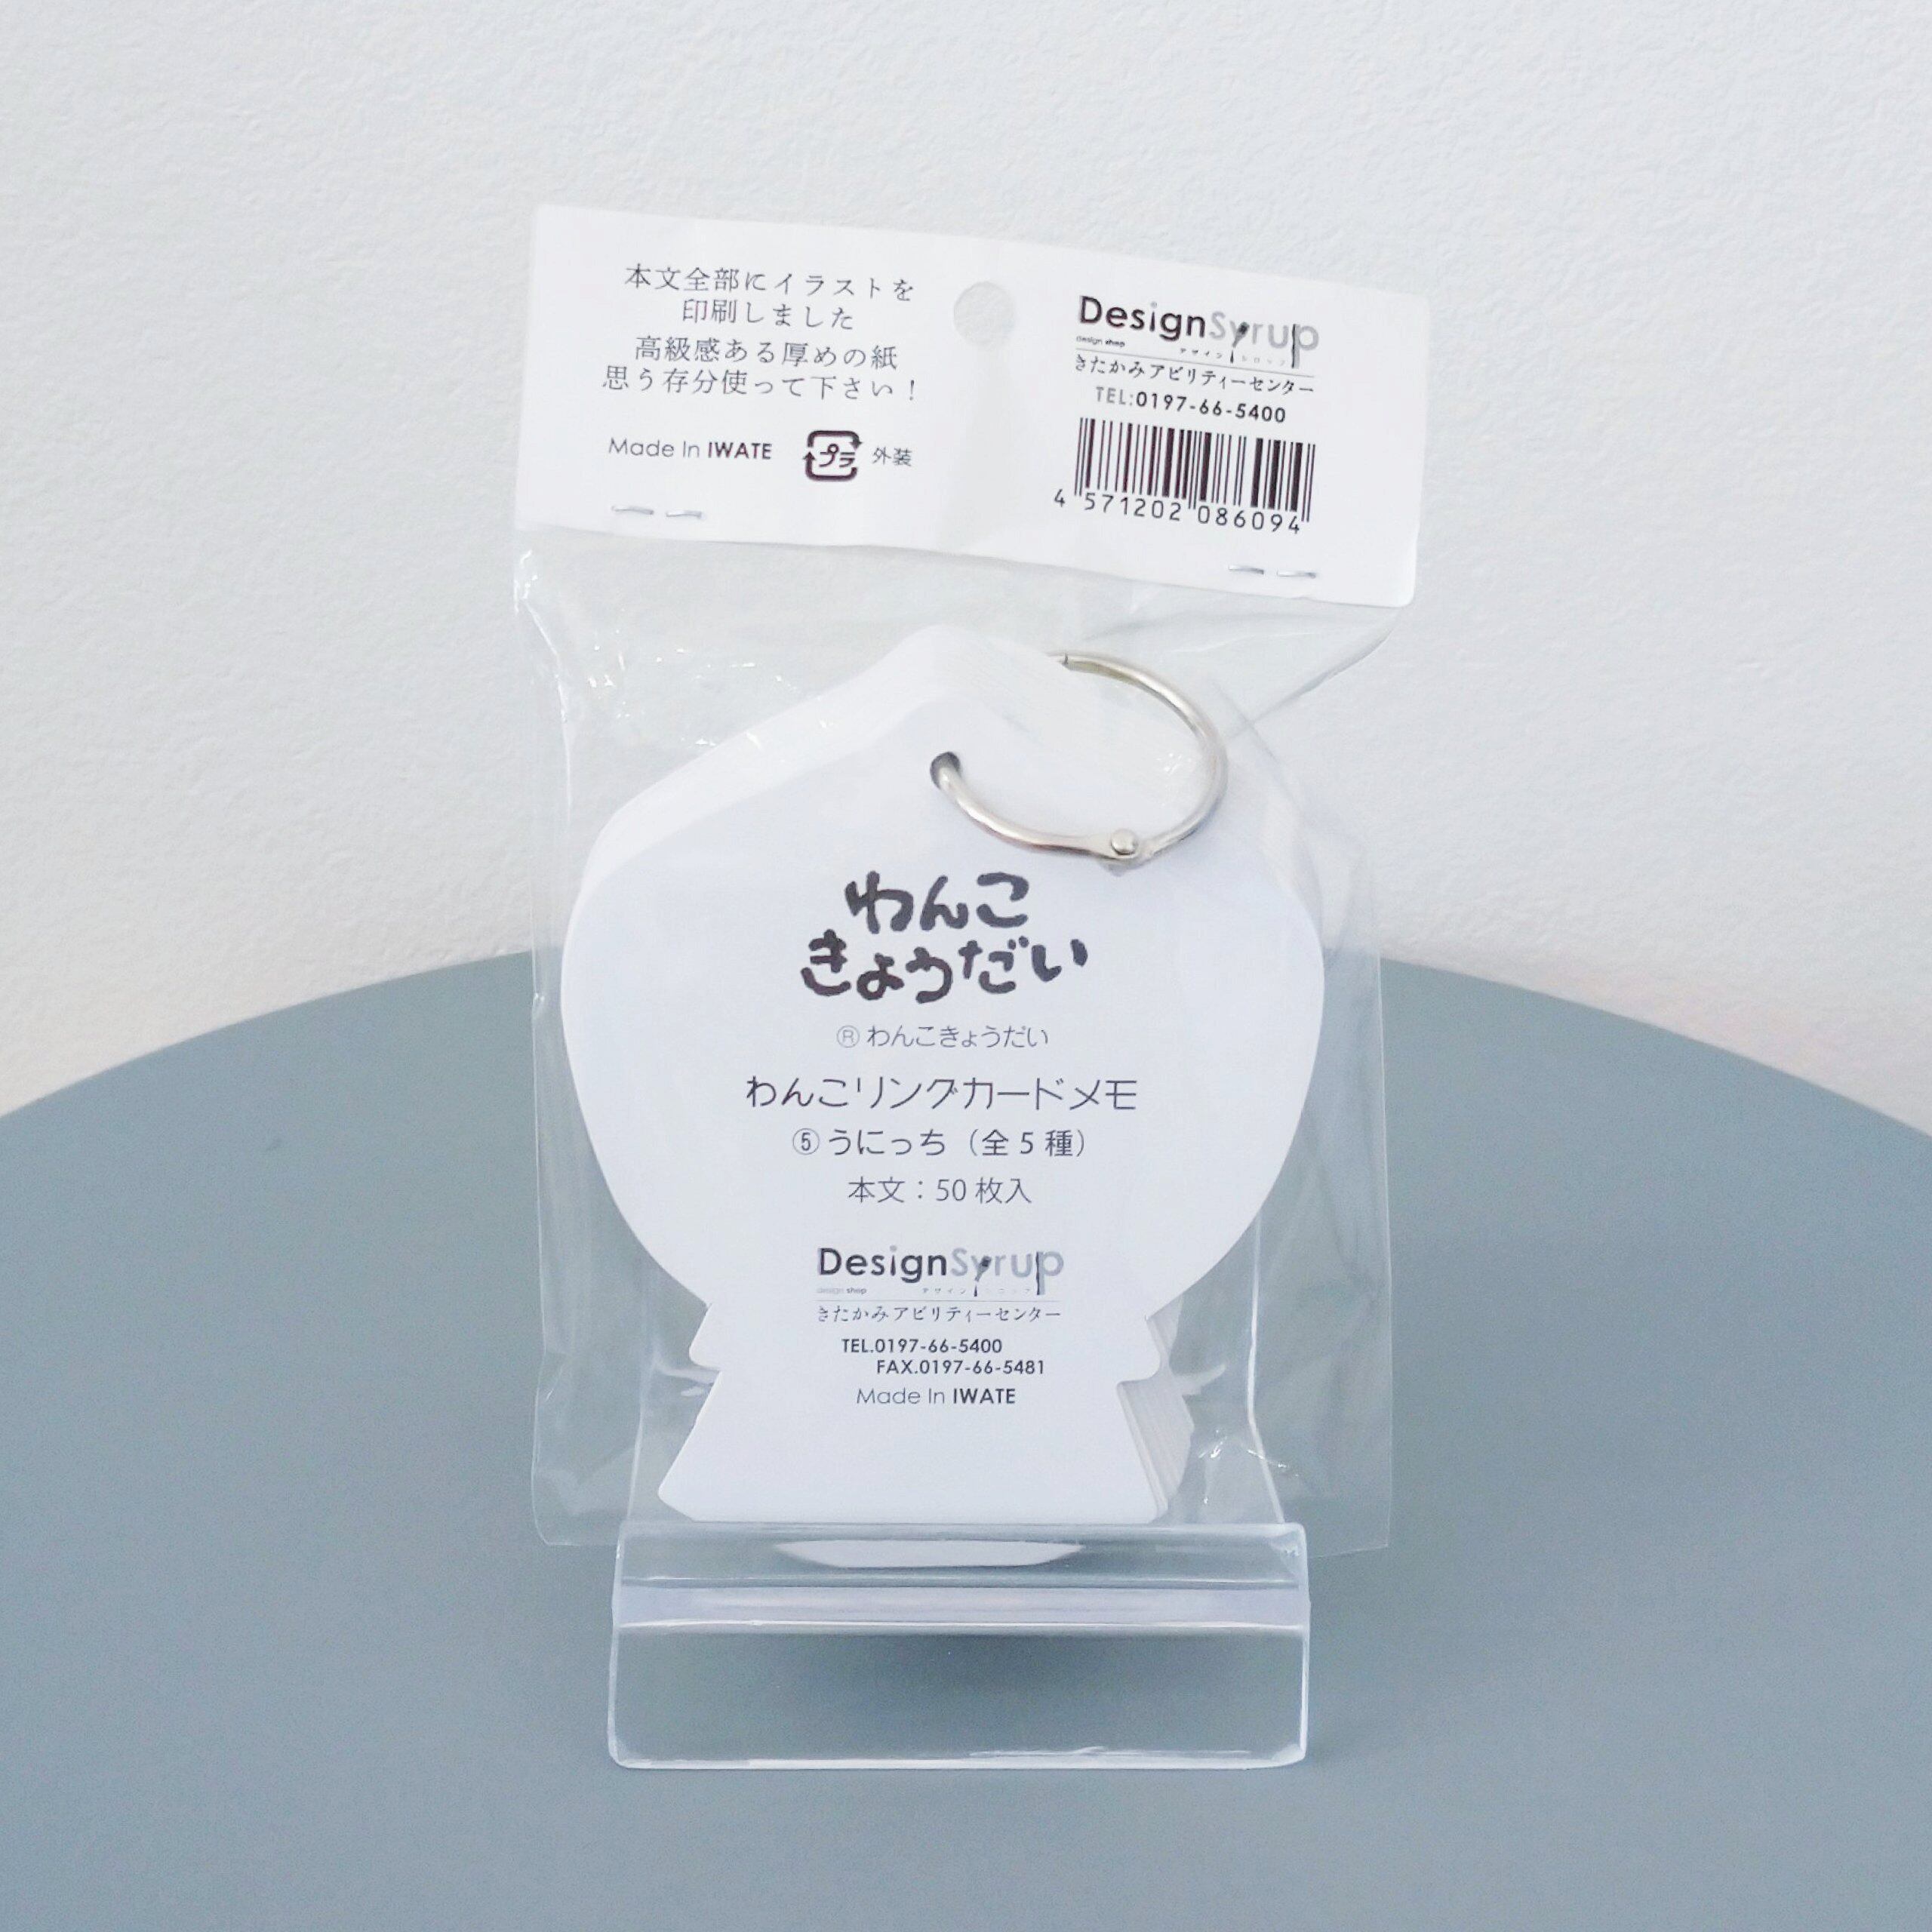 本文全部にイラストを
印刷しました
高級感ある厚めの紙
思う存分使って下さい！
Made In IWATE
プラ 外装
DesignSyrup
design shop デザインシロップ
きたかみアビリティーセンター
TEL:0197-66-5400
4 571202 086094
わんこ
きょうだい
Ⓡ わんこきょうだい
わんこリングカードメモ
⑤ うにっち（全 5 種）
本文：50 枚入
DesignSyrup
design shop デザインシロップ
きたかみアビリティーセンター
TEL.0197-66-5400
FAX.0197-66-5481
Made In IWATE